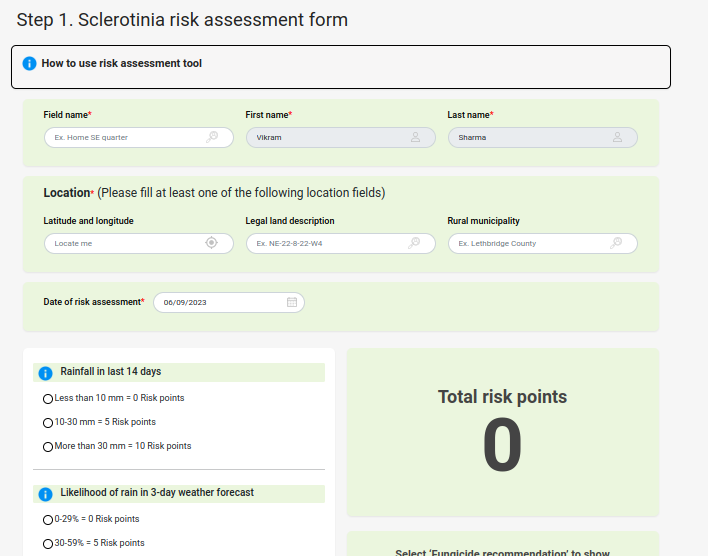 Step 1. Sclerotinia risk assessment form
How to use risk assessment tool
Field name* First name* Last name*
Ex. Home SE quarter Vikram Sharma
Location* (Please fill at least one of the following location fields)
Latitude and longitude Legal land description Rural municipality
Locate me Ex. NE-22-8-22-W4 Ex. Lethbridge County
Date of risk assessment* 06/09/2023
Rainfall in last 14 days
Less than 10 mm = 0 Risk points
10-30 mm = 5 Risk points
More than 30 mm = 10 Risk points
Likelihood of rain in 3-day weather forecast
0-29% = 0 Risk points
30-59% = 5 Risk points
Total risk points
0
Select ‘Fungicide recommendation’ to show